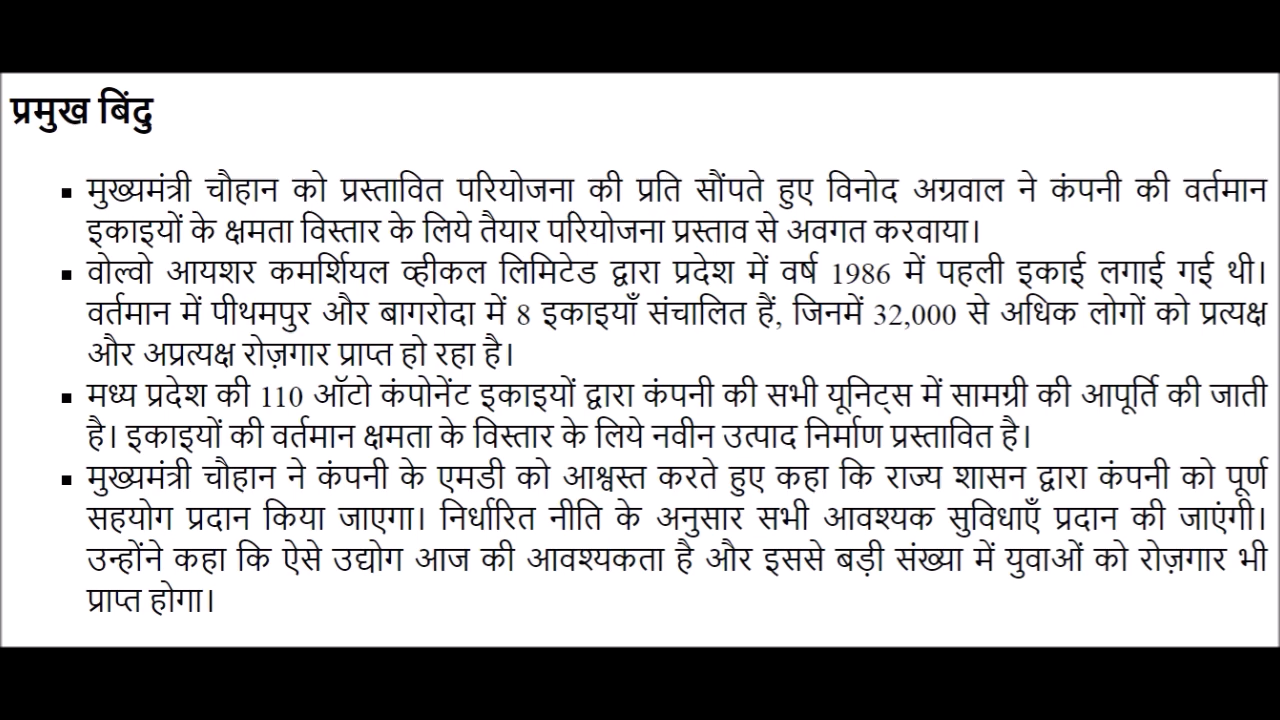 प्रमुख बिंदु
▪ मुख्यमंत्री चौहान को प्रस्तावित परियोजना की प्रति सौंपते हुए विनोद अग्रवाल ने कंपनी की वर्तमान
इकाइयों के क्षमता विस्तार के लिये तैयार परियोजना प्रस्ताव से अवगत करवाया।
▪ वोल्वो आयशर कमर्शियल व्हीकल लिमिटेड द्वारा प्रदेश में वर्ष 1986 में पहली इकाई लगाई गई थी।
वर्तमान में पीथमपुर और बागरोदा में 8 इकाइयाँ संचालित हैं, जिनमें 32,000 से अधिक लोगों को प्रत्यक्ष
और अप्रत्यक्ष रोज़गार प्राप्त हो रहा है।
▪ मध्य प्रदेश की 110 ऑटो कंपोनेंट इकाइयों द्वारा कंपनी की सभी यूनिट्स में सामग्री की आपूर्ति की जाती
है। इकाइयों की वर्तमान क्षमता के विस्तार के लिये नवीन उत्पाद निर्माण प्रस्तावित है।
▪ मुख्यमंत्री चौहान ने कंपनी के एमडी को आश्वस्त करते हुए कहा कि राज्य शासन द्वारा कंपनी को पूर्ण
सहयोग प्रदान किया जाएगा। निर्धारित नीति के अनुसार सभी आवश्यक सुविधाएँ प्रदान की जाएंगी।
उन्होंने कहा कि ऐसे उद्योग आज की आवश्यकता है और इससे बड़ी संख्या में युवाओं को रोज़गार भी
प्राप्त होगा।